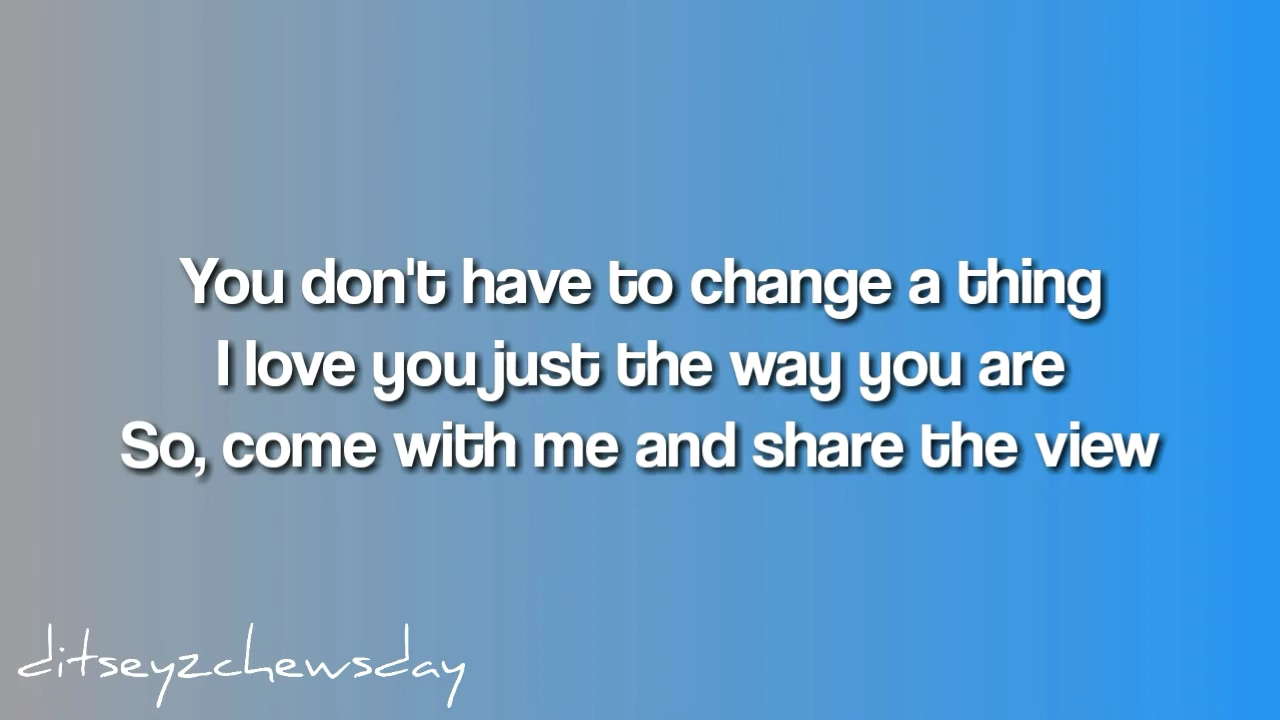 You don't have to change a thing
I love you just the way you are
So, come with me and share the view
ditseyzchewsday